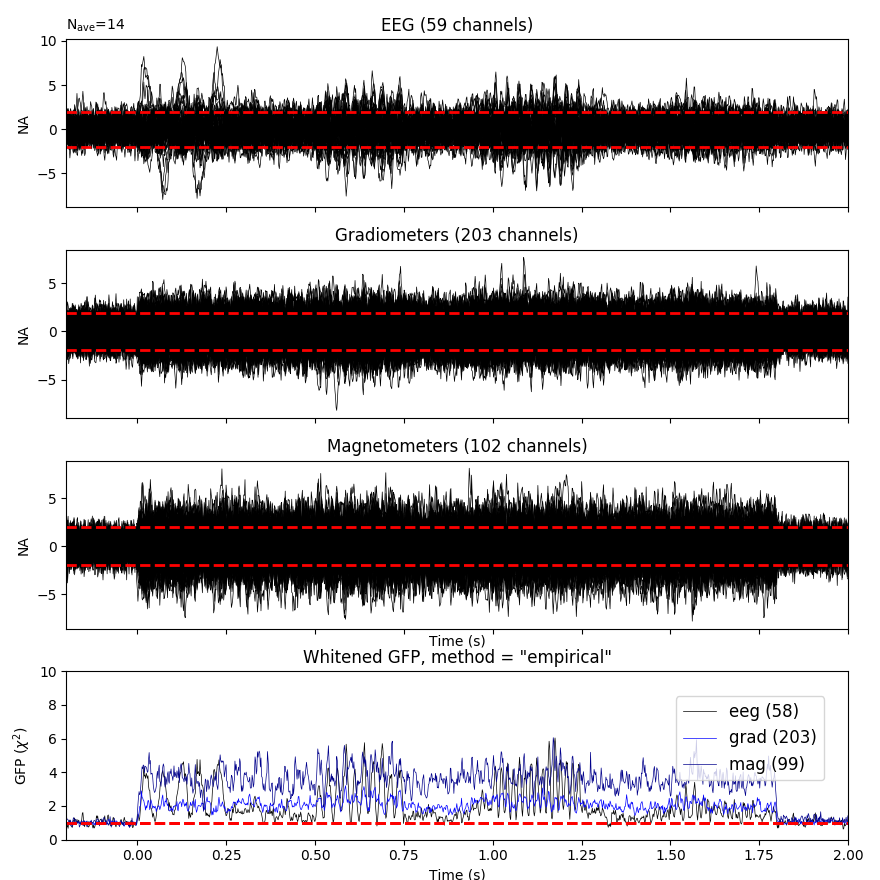 N_ave=14
EEG (59 channels)
10
5
0
−5
NA
Gradiometers (203 channels)
5
0
−5
NA
Magnetometers (102 channels)
5
0
−5
NA
Time (s)
Whitened GFP, method = "empirical"
10
8
6
4
2
0
GFP (χ²)
eeg (58)
grad (203)
mag (99)
0.00 0.25 0.50 0.75 1.00 1.25 1.50 1.75 2.00
Time (s)